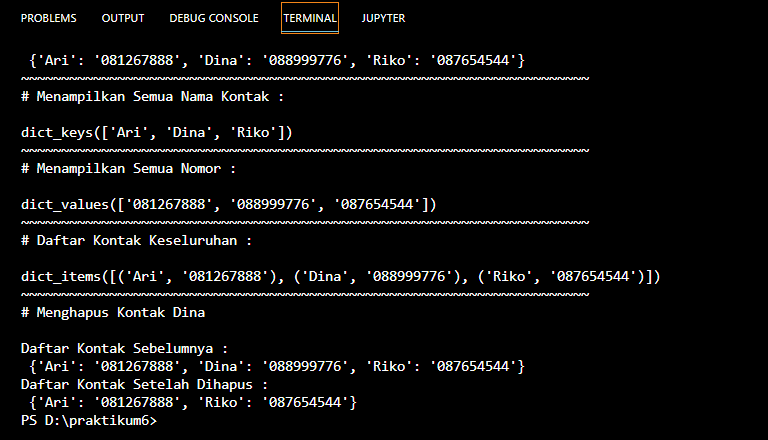 PROBLEMS OUTPUT DEBUG CONSOLE TERMINAL JUPYTER
{'Ari': '081267888', 'Dina': '088999776', 'Riko': '087654544'}
~~~~~~~~~~~~~~~~~~~~~~~~~~~~~~~~~~~~~~~~~~~~~~~~~~~~~~~~~~~~~~~~~~~~~~~
# Menampilkan Semua Nama Kontak :
dict_keys(['Ari', 'Dina', 'Riko'])
~~~~~~~~~~~~~~~~~~~~~~~~~~~~~~~~~~~~~~~~~~~~~~~~~~~~~~~~~~~~~~~~~~~~~~~
# Menampilkan Semua Nomor :
dict_values(['081267888', '088999776', '087654544'])
~~~~~~~~~~~~~~~~~~~~~~~~~~~~~~~~~~~~~~~~~~~~~~~~~~~~~~~~~~~~~~~~~~~~~~~
# Daftar Kontak Keseluruhan :
dict_items([('Ari', '081267888'), ('Dina', '088999776'), ('Riko', '087654544')])
~~~~~~~~~~~~~~~~~~~~~~~~~~~~~~~~~~~~~~~~~~~~~~~~~~~~~~~~~~~~~~~~~~~~~~~
# Menghapus Kontak Dina
Daftar Kontak Sebelumnya :
{'Ari': '081267888', 'Dina': '088999776', 'Riko': '087654544'}
Daftar Kontak Setelah Dihapus :
{'Ari': '081267888', 'Riko': '087654544'}
PS D:\praktikum6>